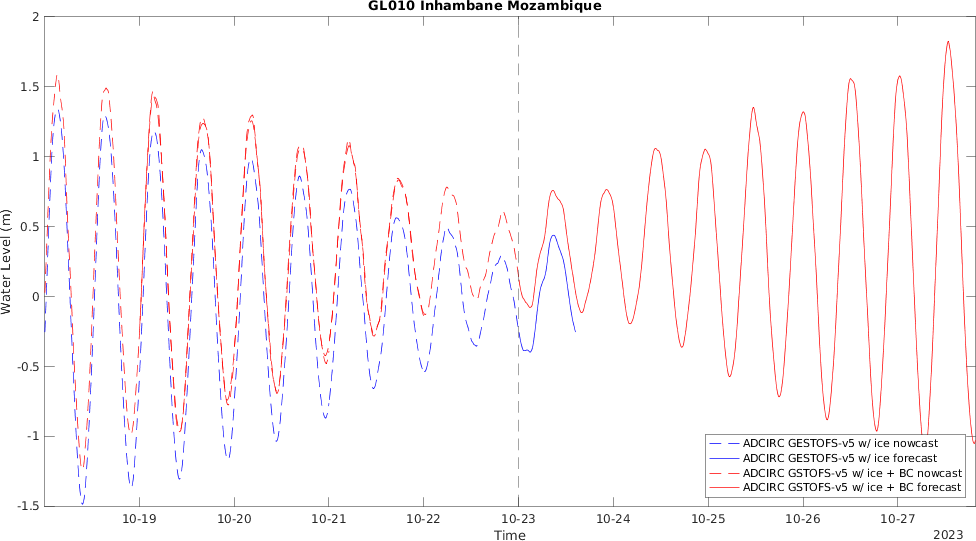 GL010 Inhambane Mozambique
2
1.5
1
0.5
0
-0.5
-1
-1.5
Water Level (m)
10-19
10-20
10-21
10-22
10-23
10-24
10-25
10-26
10-27
Time
2023
ADCIRC GESTOFS-v5 w/ ice nowcast
ADCIRC GESTOFS-v5 w/ ice forecast
ADCIRC GSTOFS-v5 w/ ice + BC nowcast
ADCIRC GSTOFS-v5 w/ ice + BC forecast